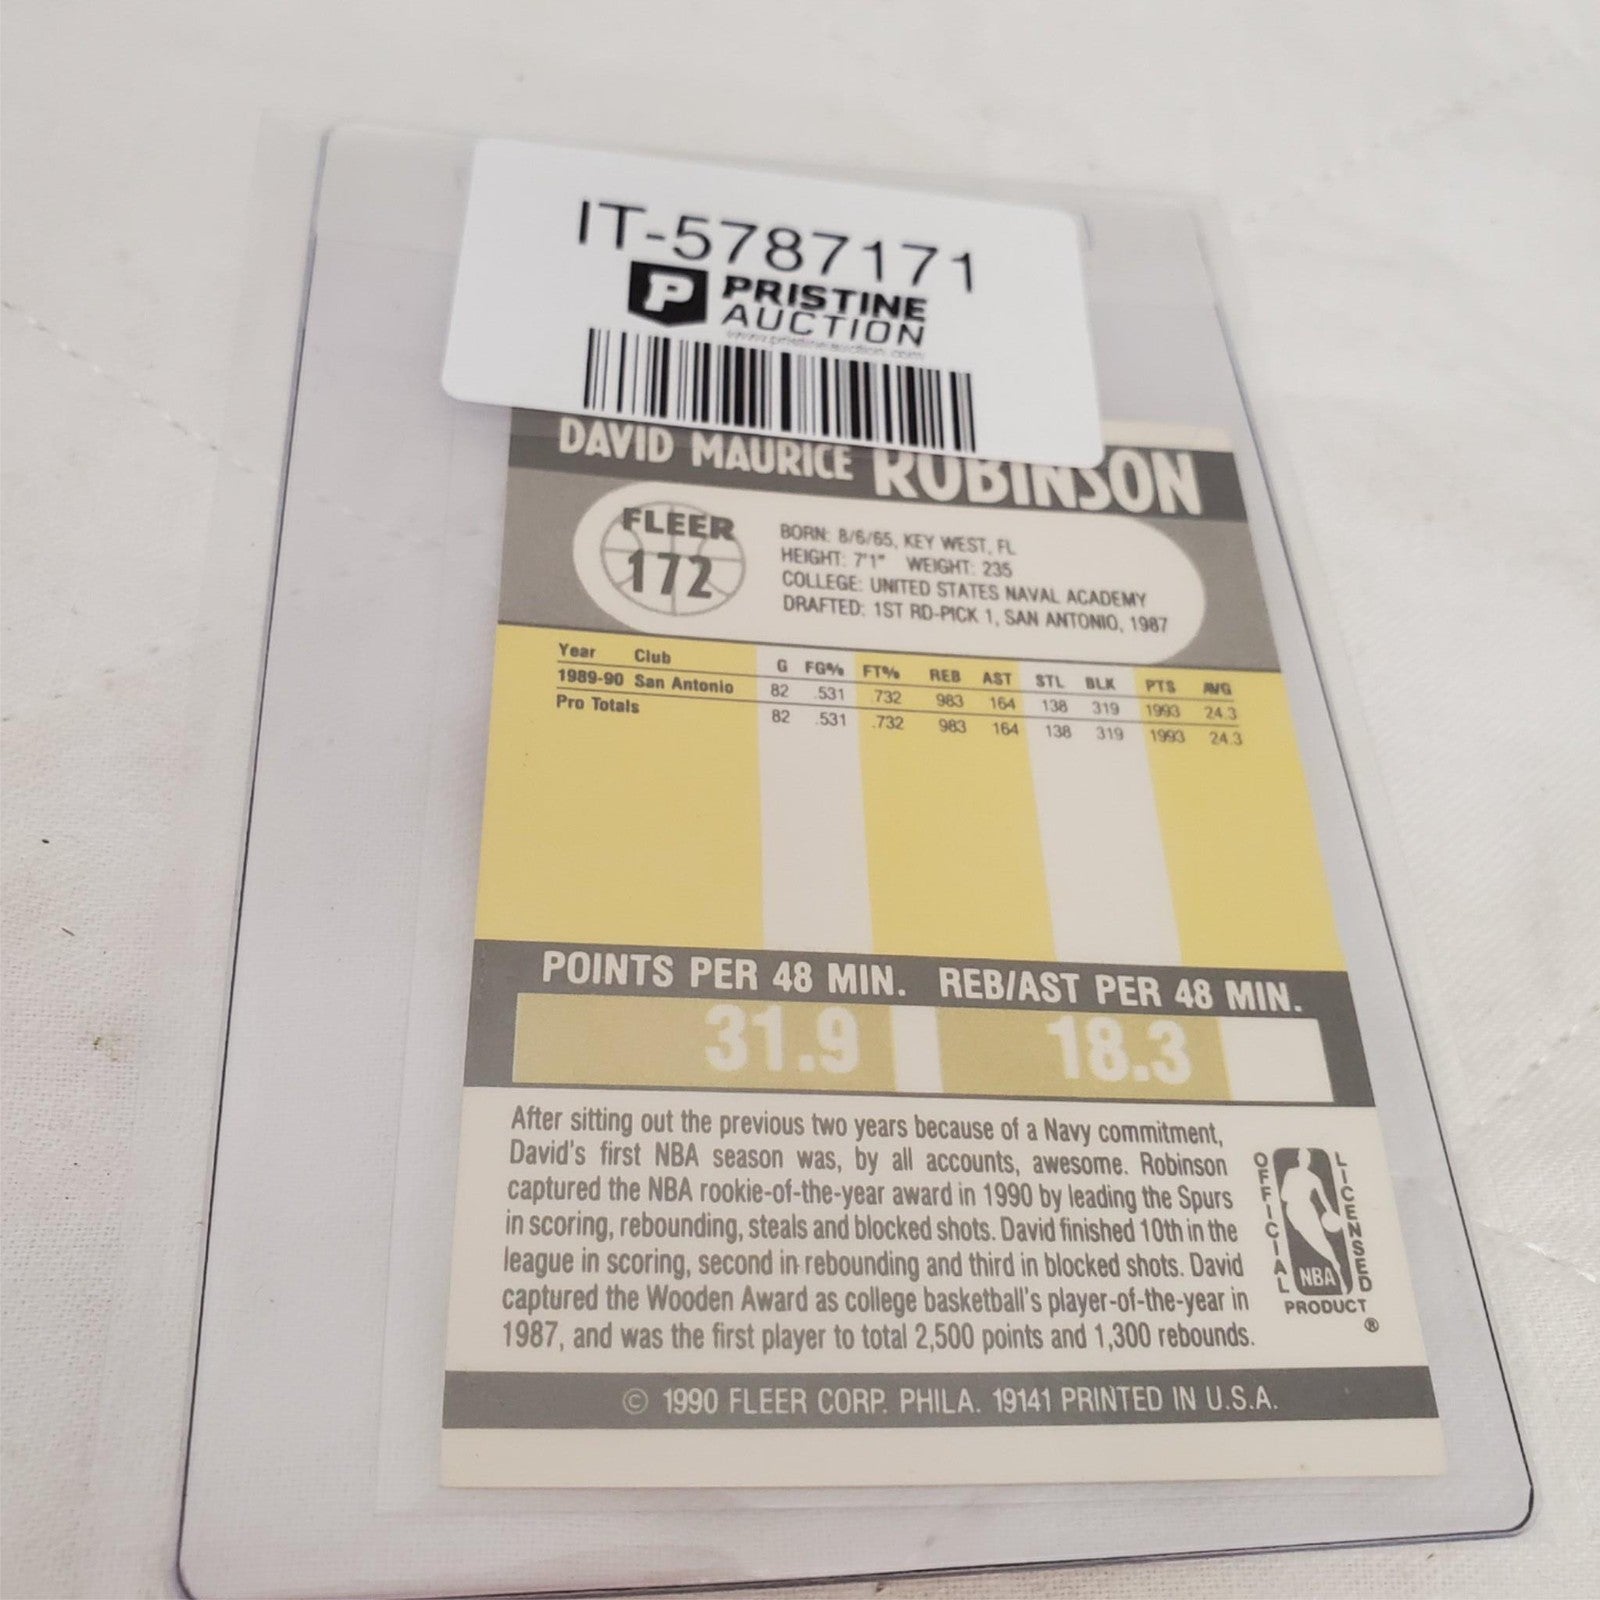 IT-5787171
P PRISTINE
AUCTION
www.pristineauction.com
DAVID MAURICE ROBINSON
FLEER
172
BORN: 8/6/65, KEY WEST, FL
HEIGHT: 7'1" WEIGHT: 235
COLLEGE: UNITED STATES NAVAL ACADEMY
DRAFTED: 1ST RD-PICK 1, SAN ANTONIO, 1987
Year Club G FG% FT% REB AST STL BLK PTS AVG
1989-90 San Antonio 82 .531 .732 983 164 138 319 1993 24.3
Pro Totals 82 .531 .732 983 164 138 319 1993 24.3
POINTS PER 48 MIN. REB/AST PER 48 MIN.
31.9 18.3
After sitting out the previous two years because of a Navy commitment,
David's first NBA season was, by all accounts, awesome. Robinson
captured the NBA rookie-of-the-year award in 1990 by leading the Spurs
in scoring, rebounding, steals and blocked shots. David finished 10th in the
league in scoring, second in rebounding and third in blocked shots. David
captured the Wooden Award as college basketball's player-of-the-year in
1987, and was the first player to total 2,500 points and 1,300 rebounds.
OFFICIAL LICENSED
NBA
PRODUCT
®
© 1990 FLEER CORP. PHILA. 19141 PRINTED IN U.S.A.